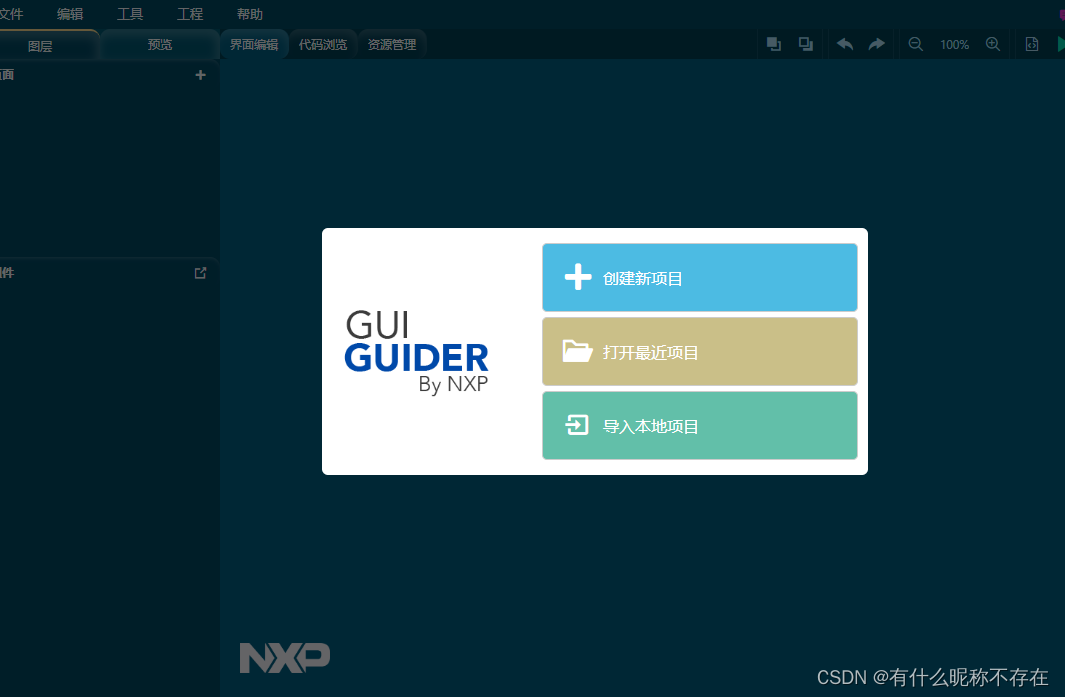 文件 编辑 工具 工程 帮助
图层 预览 界面编辑 代码浏览 资源管理 100%
面
件
GUI
GUIDER
By NXP
创建新项目
打开最近项目
导入本地项目
NXP
CSDN @有什么昵称不存在